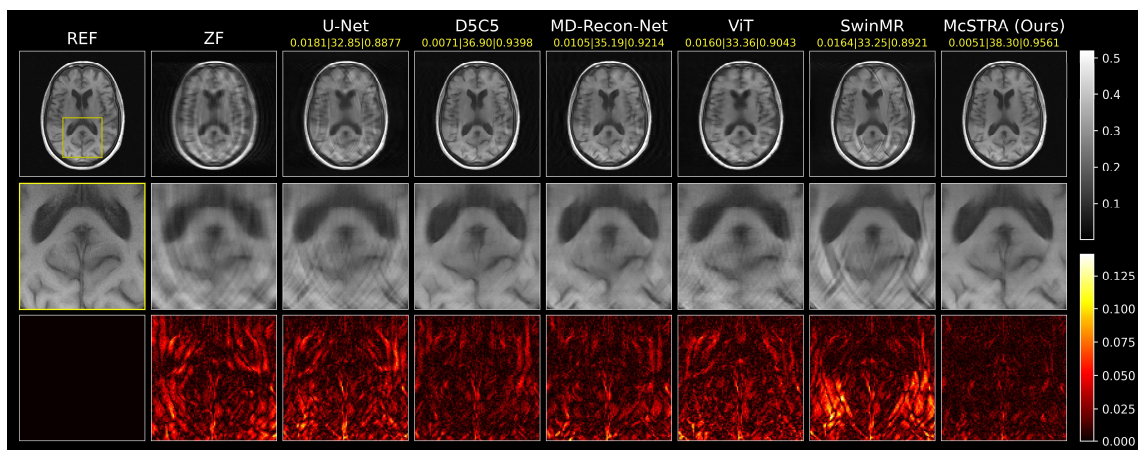 REF
ZF
U-Net
0.0181|32.85|0.8877
D5C5
0.0071|36.90|0.9398
MD-Recon-Net
0.0105|35.19|0.9214
ViT
0.0160|33.36|0.9043
SwinMR
0.0164|33.25|0.8921
McSTRA (Ours)
0.0051|38.30|0.9561
0.5
0.4
0.3
0.2
0.1
0.125
0.100
0.075
0.050
0.025
0.000